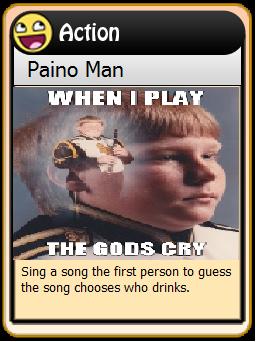 Action
Paino Man
WHEN I PLAY
THE GODS CRY
Sing a song the first person to guess
the song chooses who drinks.